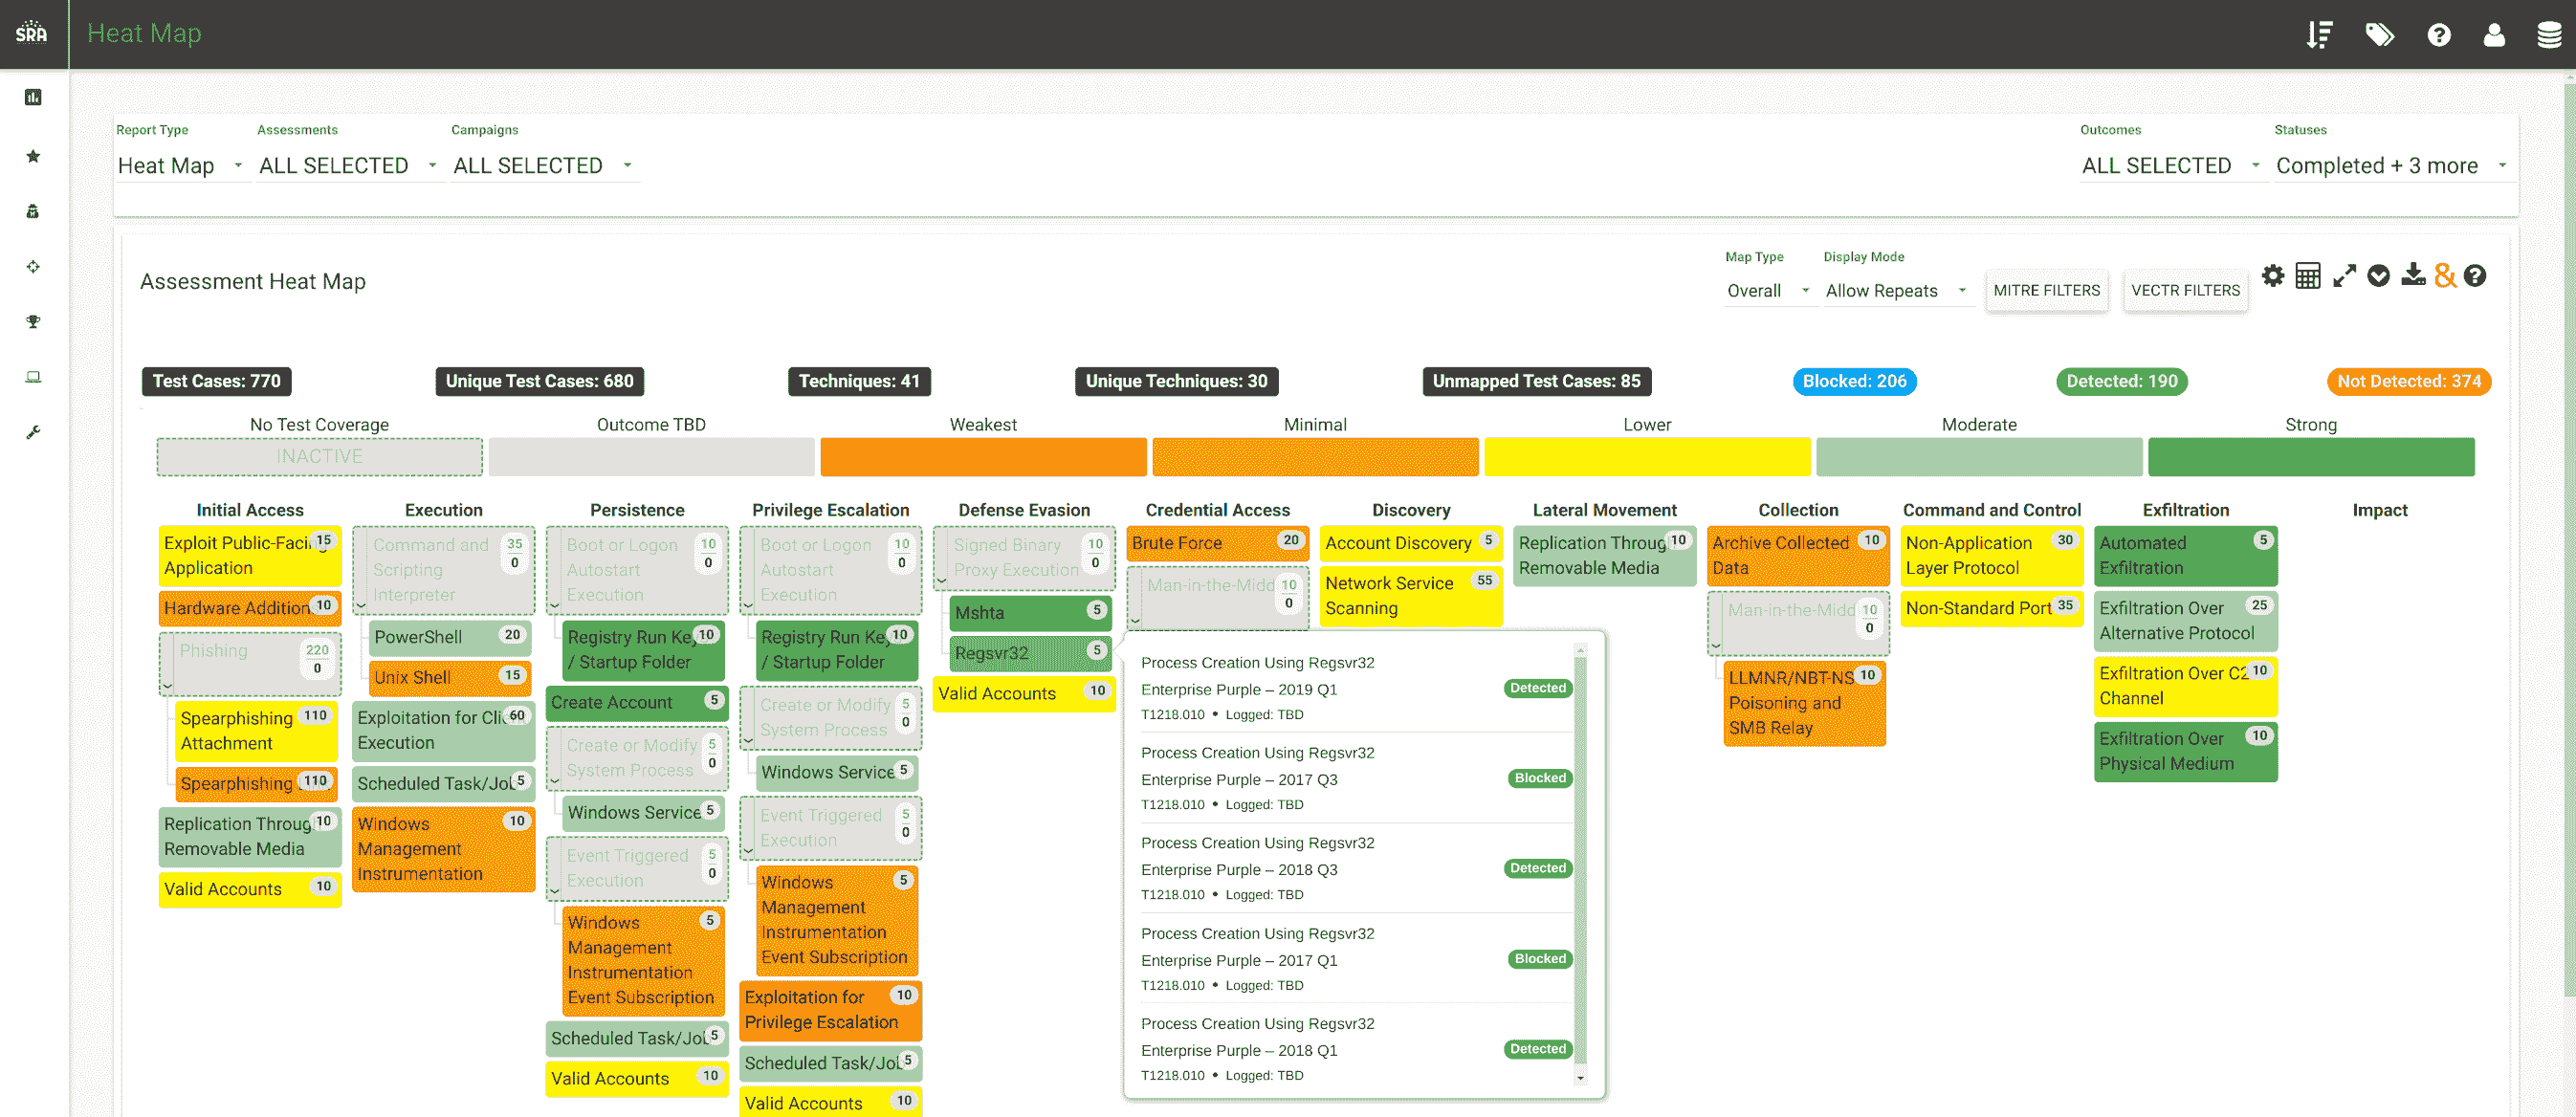 SRA
Heat Map
Report Type
Assessments
Campaigns
Outcomes
Statuses
Heat Map
ALL SELECTED
ALL SELECTED
ALL SELECTED
Completed + 3 more
Assessment Heat Map
Map Type
Display Mode
Overall
Allow Repeats
MITRE FILTERS
VECTR FILTERS
&
Test Cases: 770
Unique Test Cases: 680
Techniques: 41
Unique Techniques: 30
Unmapped Test Cases: 85
Blocked: 206
Detected: 190
Not Detected: 374
No Test Coverage
Outcome TBD
Weakest
Minimal
Lower
Moderate
Strong
INACTIVE
Initial Access
Exploit Public-Facing 15
Application
Hardware Addition 10
Phishing 220
0
Spearphishing 110
Attachment
Spearphishing 110
Replication Throug 10
Removable Media
Valid Accounts 10
Execution
Command and 35
Scripting 0
Interpreter
PowerShell 20
Unix Shell 15
Exploitation for Clie 60
Execution
Scheduled Task/Job 5
Windows 10
Management
Instrumentation
Persistence
Boot or Logon 10
Autostart 0
Execution
Registry Run Key 10
/ Startup Folder
Create Account 5
Create or Modify 5
System Process 0
Windows Service 5
Event Triggered 5
Execution 0
Windows 5
Management
Instrumentation
Event Subscription
Scheduled Task/Job 5
Valid Accounts 10
Privilege Escalation
Boot or Logon 10
Autostart 0
Execution
Registry Run Key 10
/ Startup Folder
Create or Modify 5
System Process 0
Windows Service 5
Event Triggered 5
Execution 0
Windows 5
Management
Instrumentation
Event Subscription
Exploitation for 10
Privilege Escalation
Scheduled Task/Job 5
Valid Accounts 10
Defense Evasion
Signed Binary 10
Proxy Execution 0
Mshta 5
Regsvr32 5
Valid Accounts 10
Credential Access
Brute Force 20
Man-in-the-Midd 10
0
Process Creation Using Regsvr32
Enterprise Purple – 2019 Q1 Detected
T1218.010 • Logged: TBD
Process Creation Using Regsvr32
Enterprise Purple – 2017 Q3 Blocked
T1218.010 • Logged: TBD
Process Creation Using Regsvr32
Enterprise Purple – 2018 Q3 Detected
T1218.010 • Logged: TBD
Process Creation Using Regsvr32
Enterprise Purple – 2017 Q1 Blocked
T1218.010 • Logged: TBD
Process Creation Using Regsvr32
Enterprise Purple – 2018 Q1 Detected
T1218.010 • Logged: TBD
Discovery
Account Discovery 5
Network Service 55
Scanning
Lateral Movement
Replication Throug 10
Removable Media
Collection
Archive Collected 10
Data
Man-in-the-Midd 10
0
LLMNR/NBT-NS 10
Poisoning and
SMB Relay
Command and Control
Non-Application 30
Layer Protocol
Non-Standard Port 35
Exfiltration
Automated 5
Exfiltration
Exfiltration Over 25
Alternative Protocol
Exfiltration Over C2 10
Channel
Exfiltration Over 10
Physical Medium
Impact